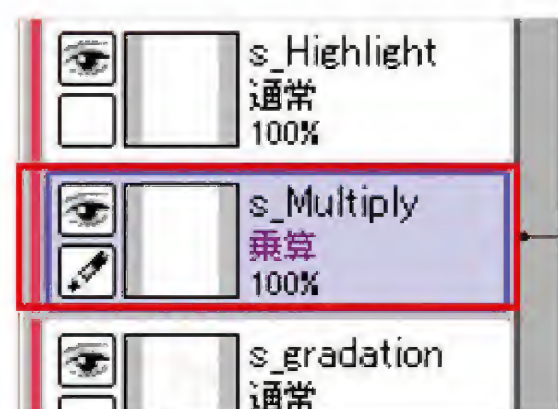 s_Highlight
通常
100%
s_Multiply
乗算
100%
s_gradation
通常